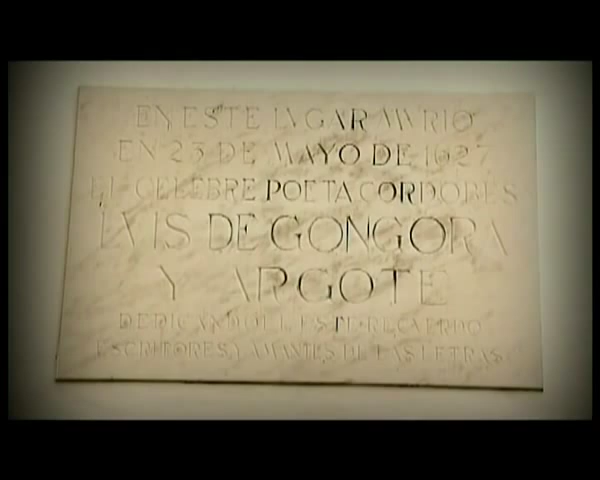 EN ESTE LVGAR MVRIO
EN 23 DE MAYO DE 1627
EL CELEBRE POETA CORDOBES
LVIS DE GONGORA
Y ARGOTE
DEDICANDOLE ESTE RECUERDO
ESCRITORES, Y AMANTES DE LAS LETRAS